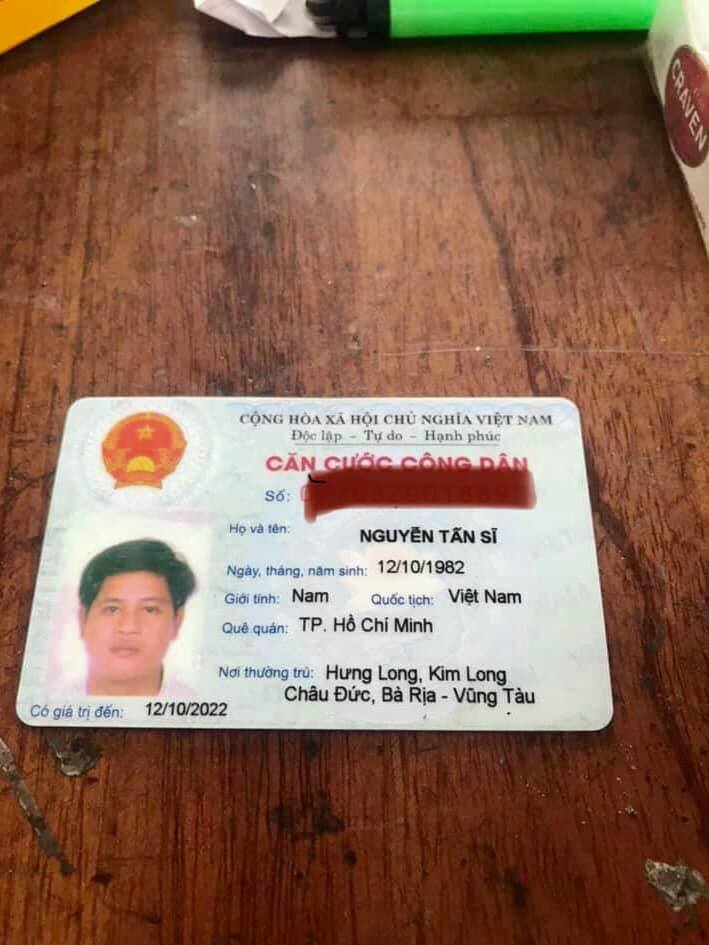 CRAVEN
CỘNG HÒA XÃ HỘI CHỦ NGHĨA VIỆT NAM
Độc lập - Tự do - Hạnh phúc
CĂN CƯỚC CÔNG DÂN
Số:
Họ và tên: NGUYỄN TẤN SĨ
Ngày, tháng, năm sinh: 12/10/1982
Giới tính: Nam Quốc tịch: Việt Nam
Quê quán: TP. Hồ Chí Minh
Nơi thường trú: Hưng Long, Kim Long
Châu Đức, Bà Rịa - Vũng Tàu
Có giá trị đến: 12/10/2022